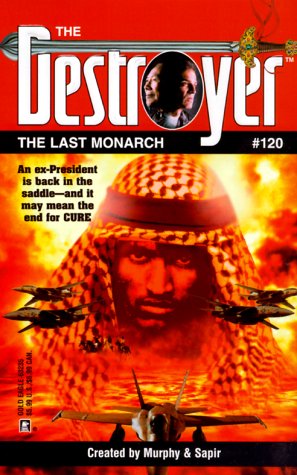 THE
Destroyer™
THE LAST MONARCH #120
An ex-President
is back in the
saddle—and it
may mean the
end for CURE
Created by Murphy & Sapir